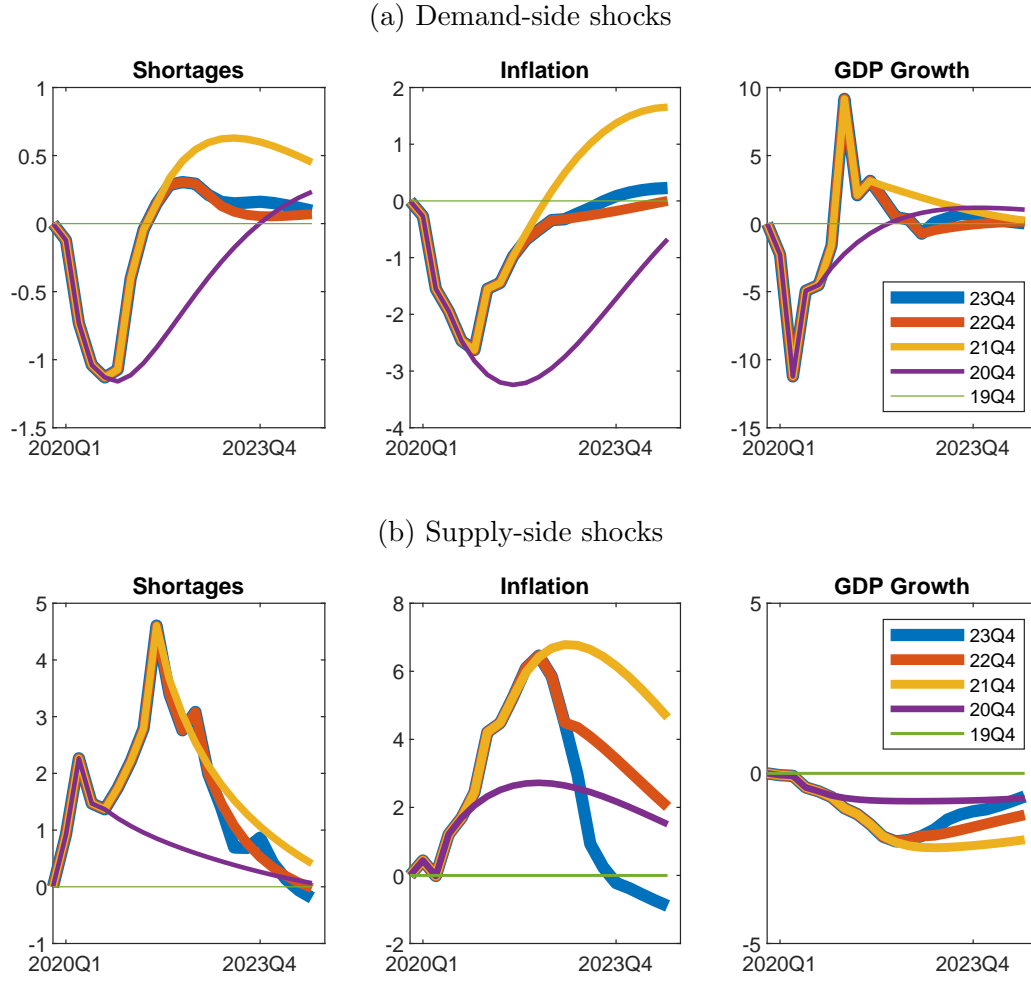 (a) Demand-side shocks
Shortages
Inflation
GDP Growth
1
0.5
0
-0.5
-1
-1.5
2020Q1
2023Q4
2
1
0
-1
-2
-3
-4
2020Q1
2023Q4
10
5
0
-5
-10
-15
2020Q1
2023Q4
23Q4
22Q4
21Q4
20Q4
19Q4
(b) Supply-side shocks
Shortages
Inflation
GDP Growth
5
4
3
2
1
0
-1
2020Q1
2023Q4
8
6
4
2
0
-2
2020Q1
2023Q4
5
0
-5
2020Q1
2023Q4
23Q4
22Q4
21Q4
20Q4
19Q4